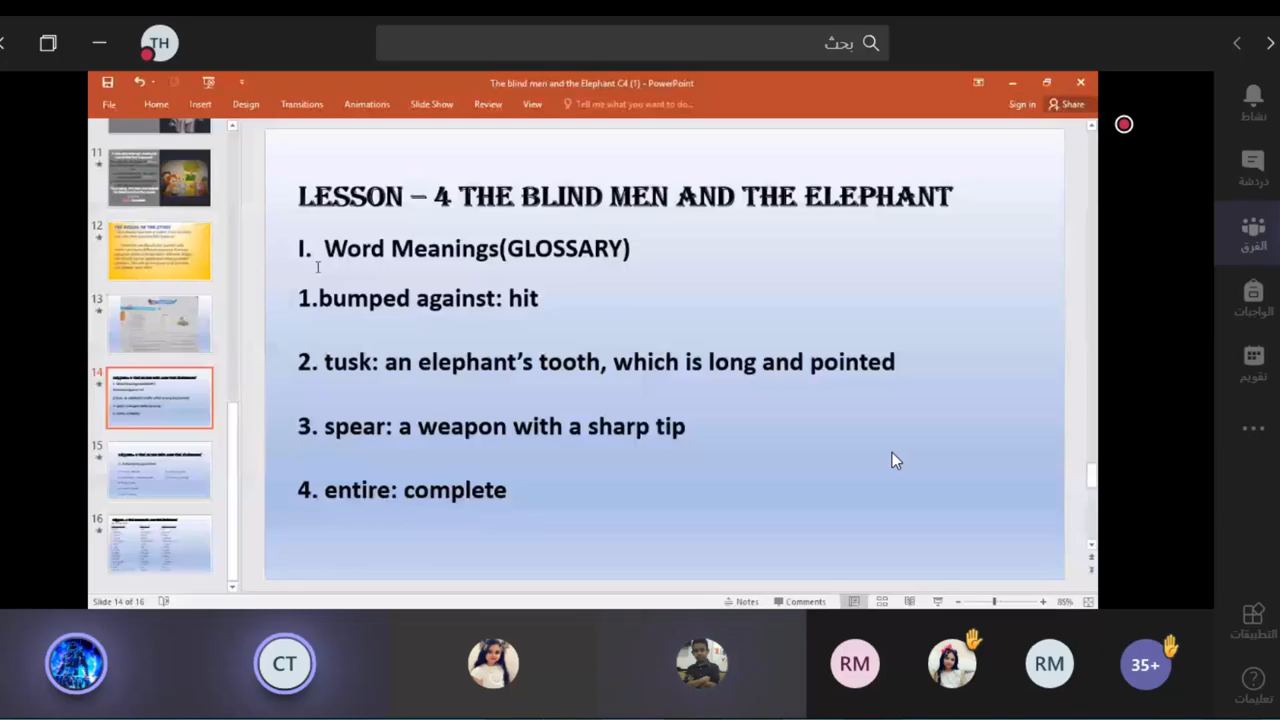 TH
بحث
The blind men and the Elephant C4 (1) - PowerPoint
File Home Insert Design Transitions Animations Slide Show Review View Tell me what you want to do... Sign in Share
11
12
13
14
15
16
LESSON – 4 THE BLIND MEN AND THE ELEPHANT
I. Word Meanings(GLOSSARY)
1.bumped against: hit
2. tusk: an elephant's tooth, which is long and pointed
3. spear: a weapon with a sharp tip
4. entire: complete
Slide 14 of 16 Notes Comments 85%
نشاط
دردشة
الفرق
الواجبات
تقويم
...
التطبيقات
تعليمات
CT RM RM 35+